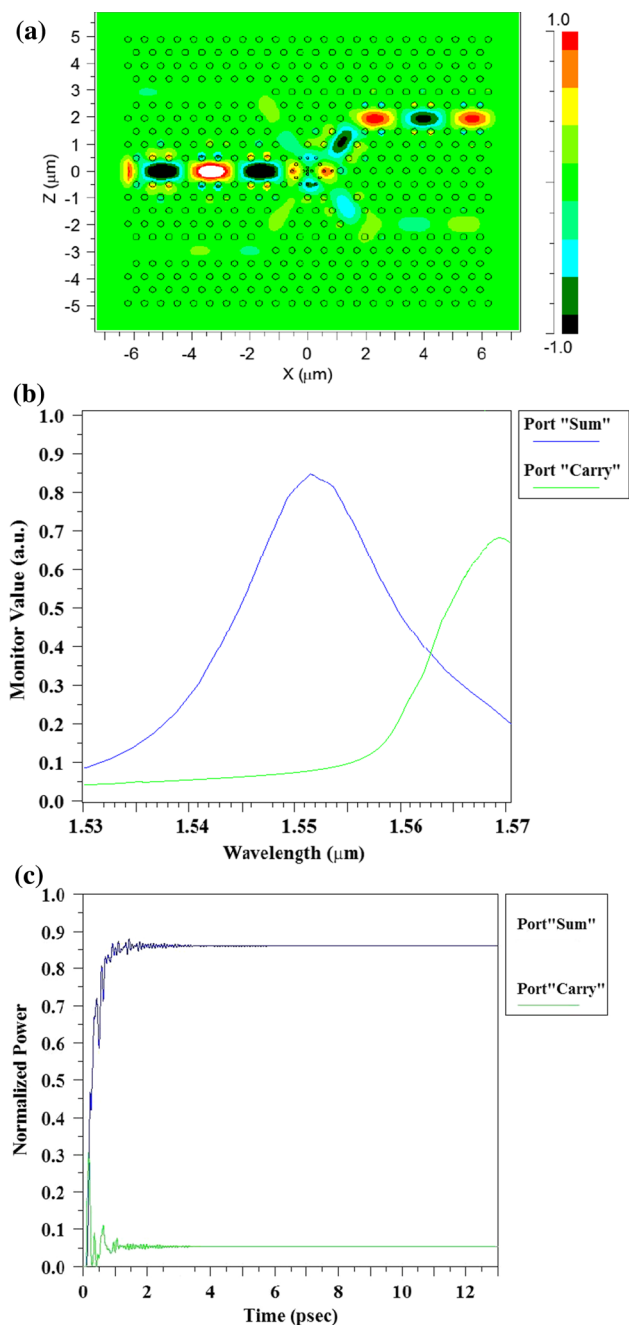 (a)
1.0
5
4
3
2
1
0
-1
-2
-3
-4
-5
Z (μm)
-6 -4 -2 0 2 4 6
X (μm)
-1.0
(b)
1.0
0.9
0.8
0.7
0.6
0.5
0.4
0.3
0.2
0.1
0.0
Monitor Value (a.u.)
1.53 1.54 1.55 1.56 1.57
Wavelength (μm)
Port "Sum"
Port "Carry"
(c)
1.0
0.9
0.8
0.7
0.6
0.5
0.4
0.3
0.2
0.1
0.0
Normalized Power
0 2 4 6 8 10 12
Time (psec)
Port"Sum"
Port"Carry"